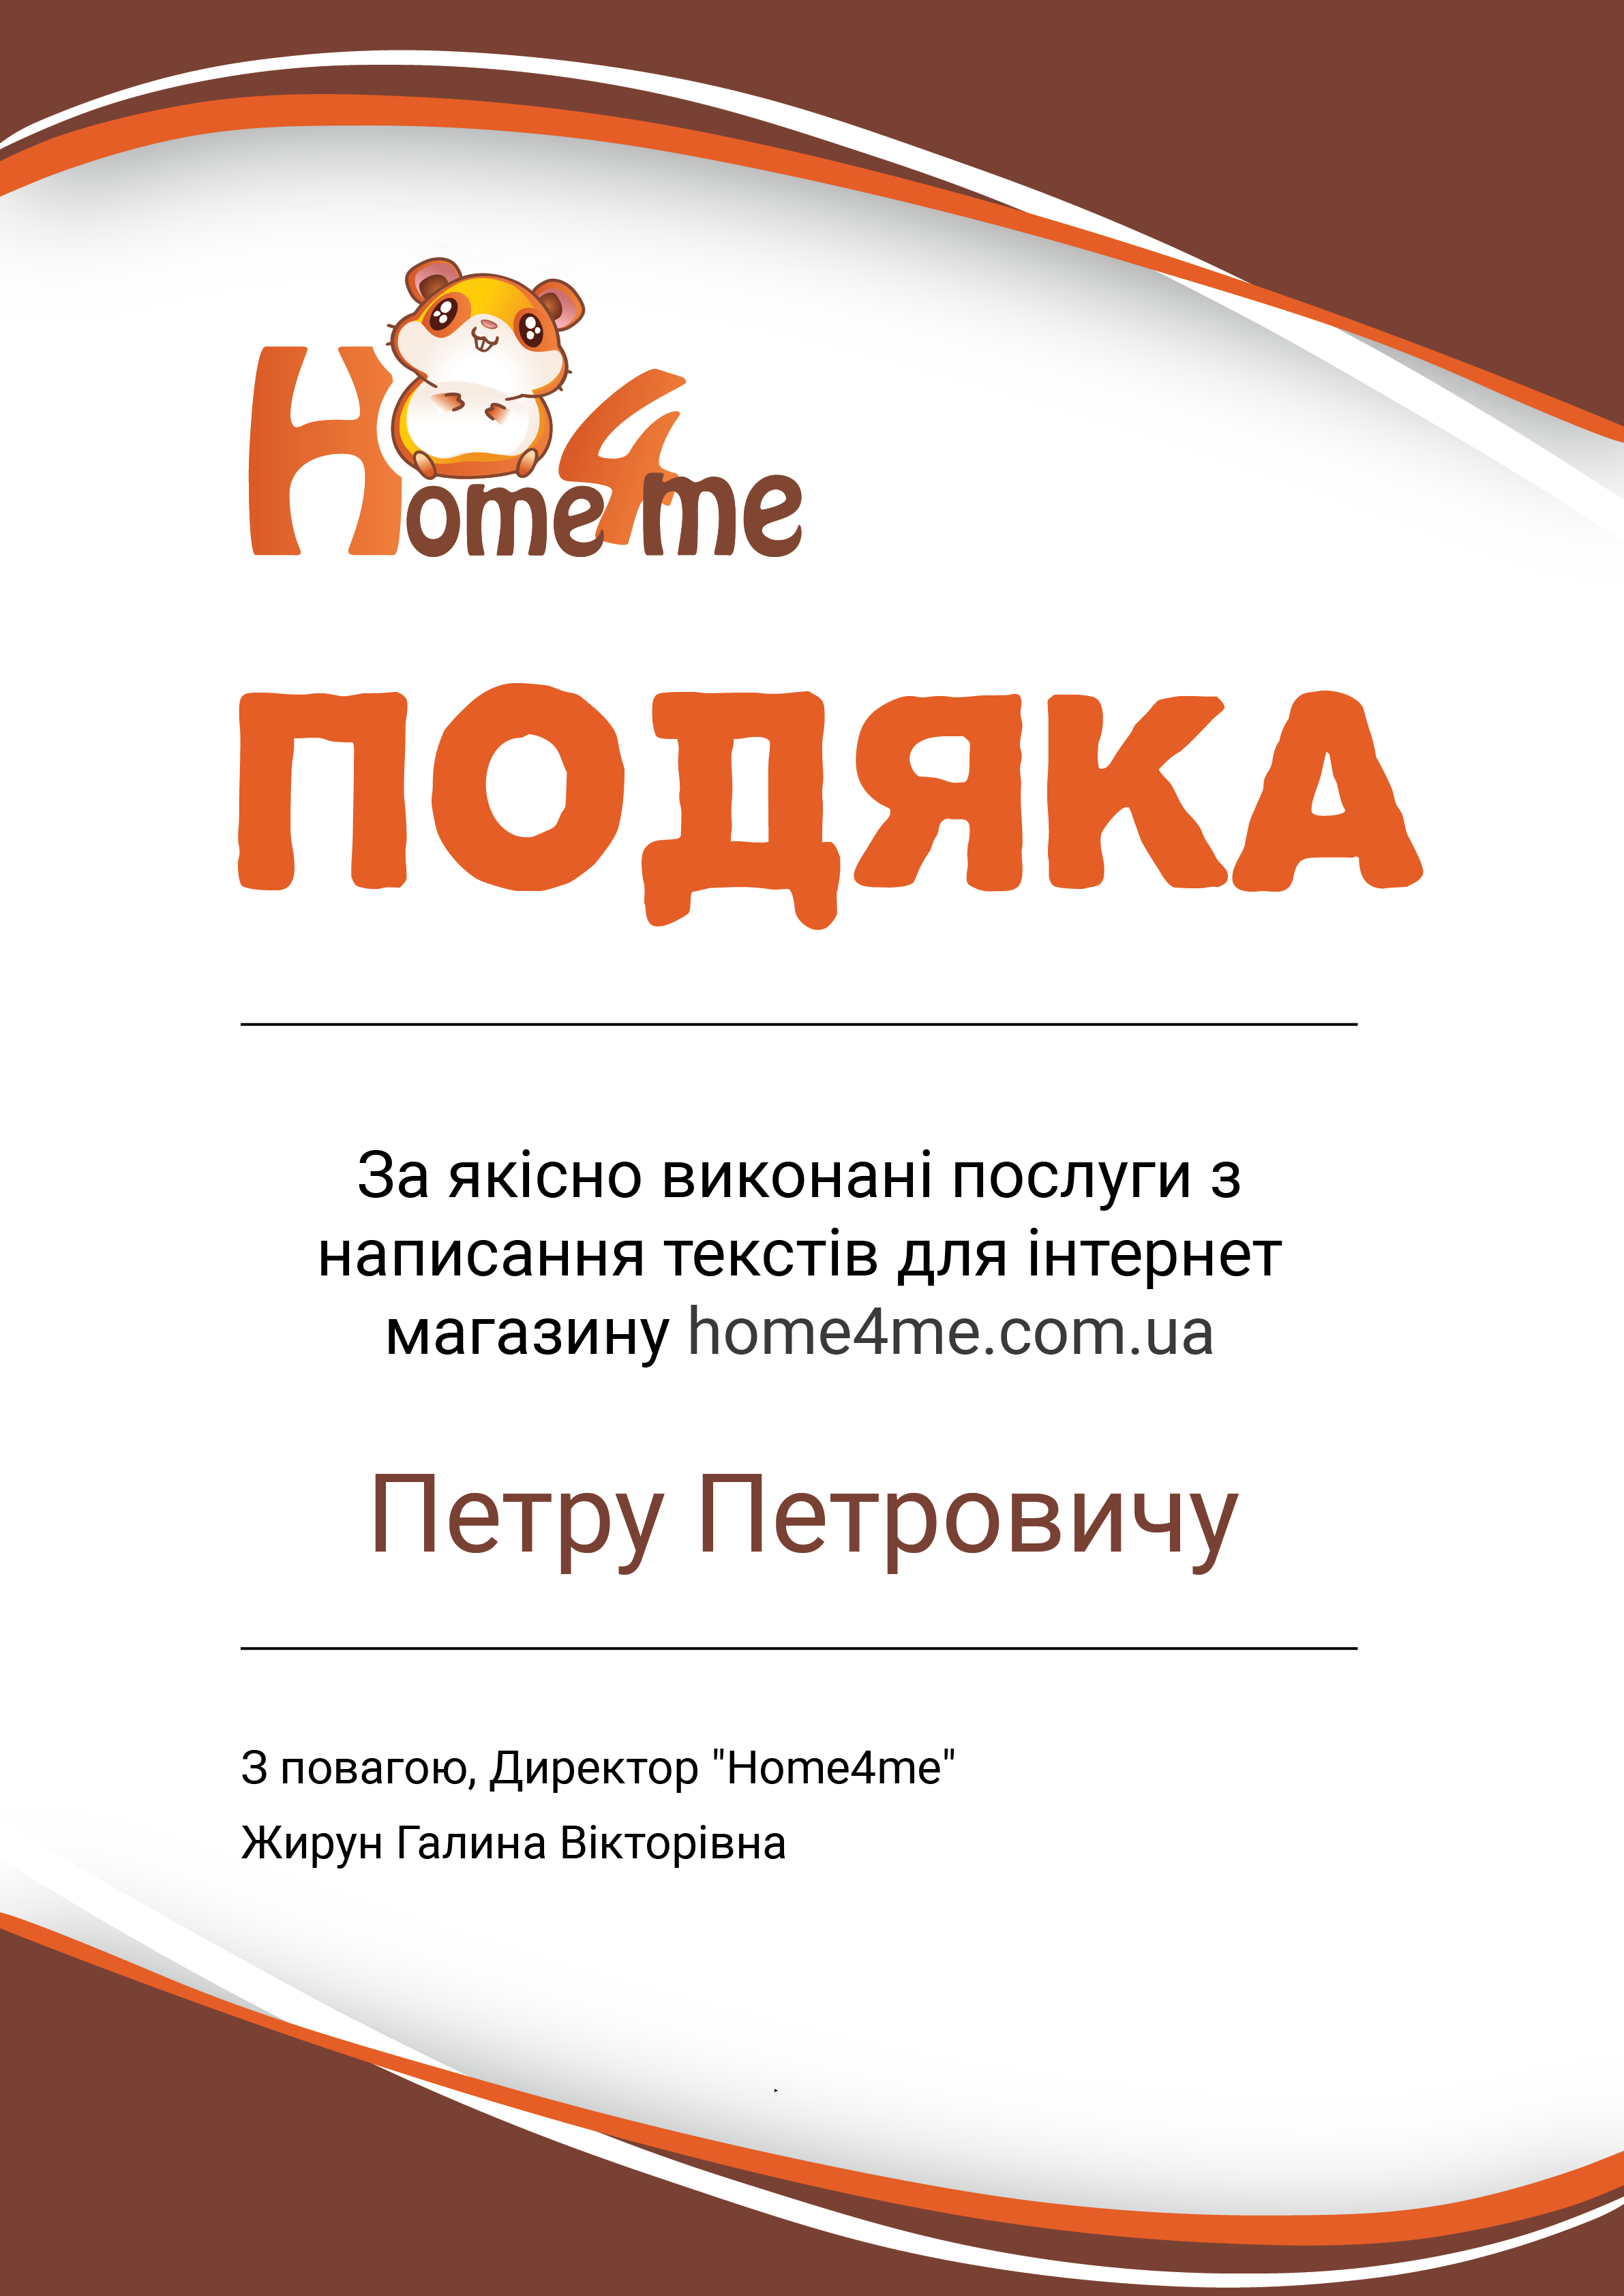 Home4me
ПОДЯКА
За якісно виконані послуги з
написання текстів для інтернет
магазину home4me.com.ua
Петру Петровичу
З повагою, Директор "Home4me"
Жирун Галина Вікторівна